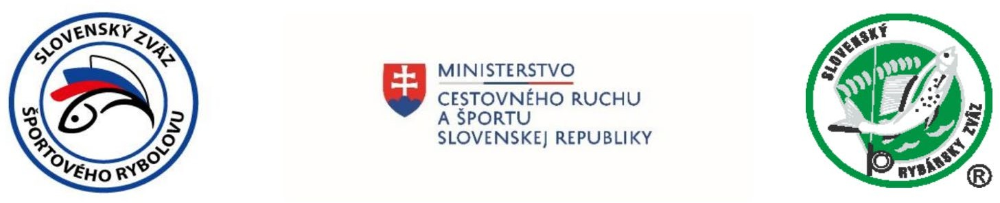 SLOVENSKÝ ZVÄZ
ŠPORTOVÉHO RYBOLOVU
MINISTERSTVO
CESTOVNÉHO RUCHU
A ŠPORTU
SLOVENSKEJ REPUBLIKY
SLOVENSKÝ
RYBÁRSKY ZVÄZ
®